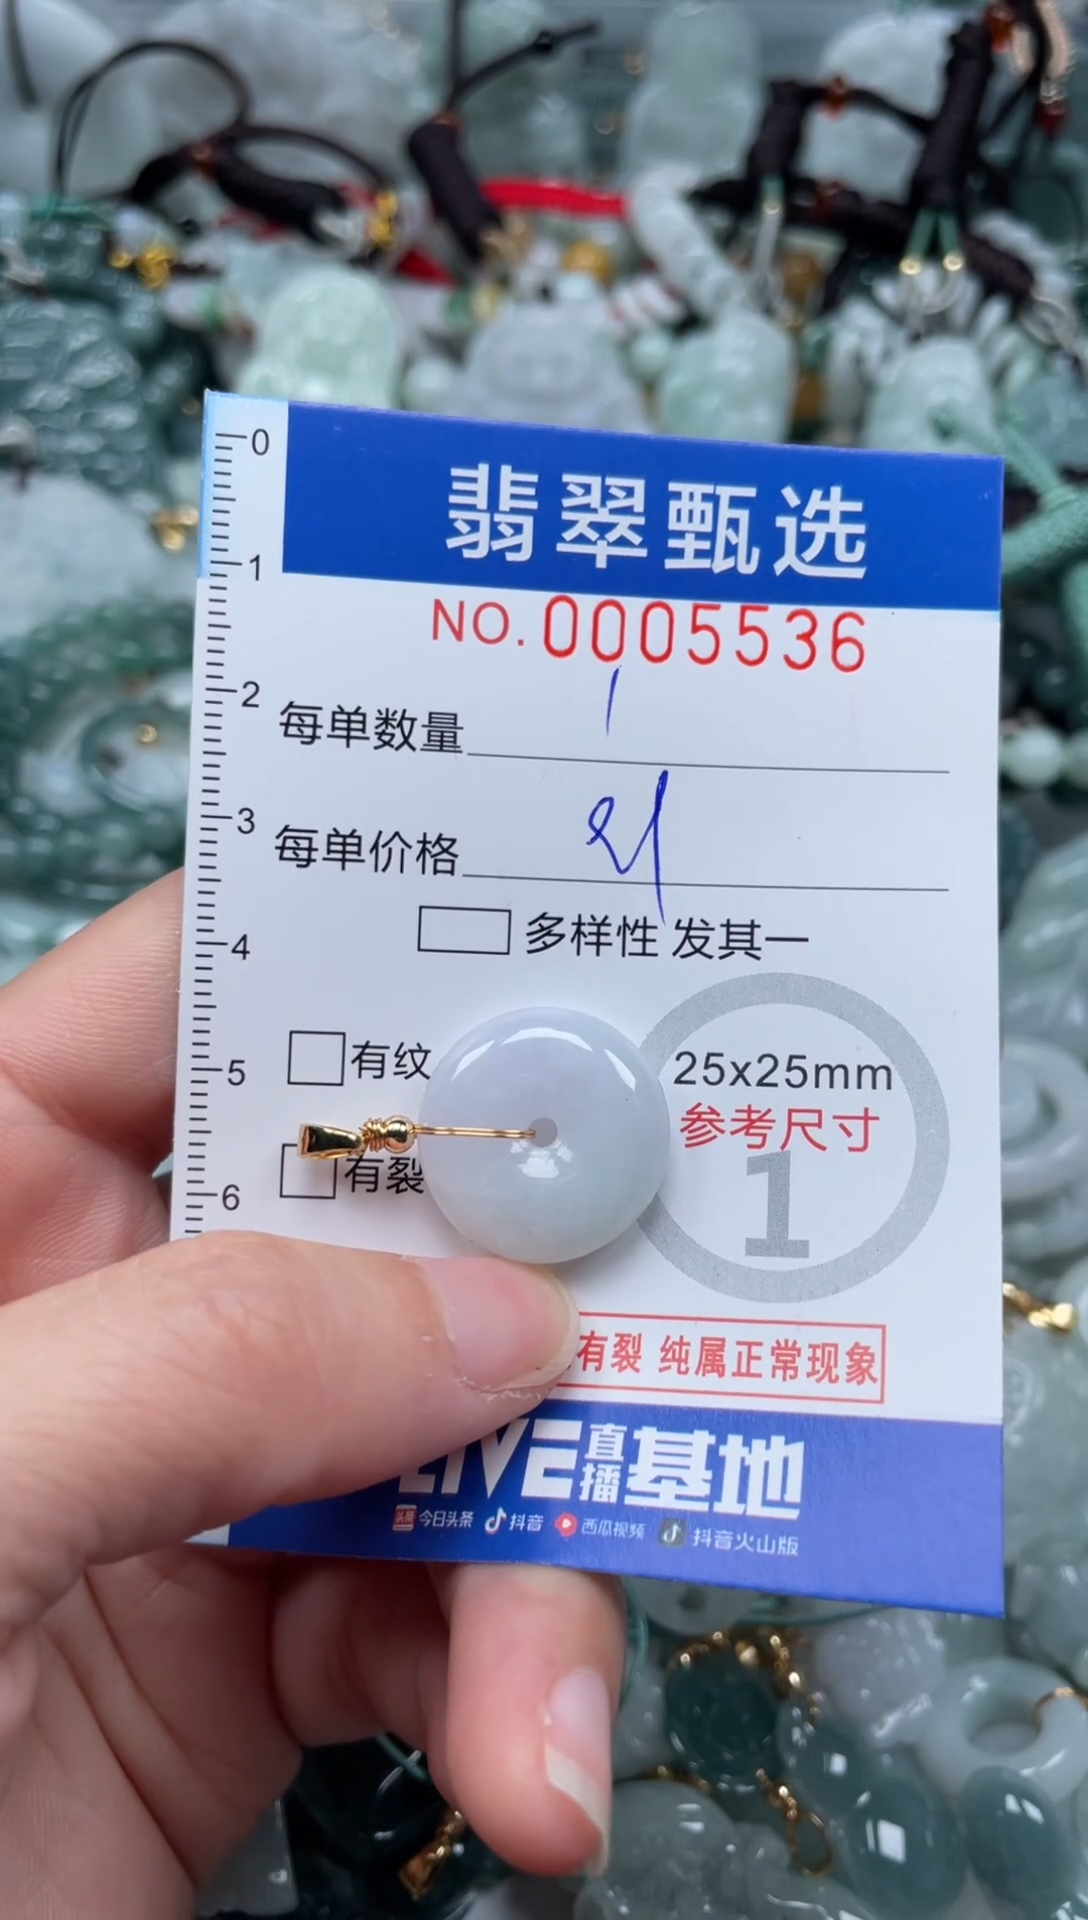 翡翠甄选
NO.0005536
每单数量 1
每单价格 21
多样性 发其一
有纹
有裂
25x25mm
参考尺寸
1
有裂 纯属正常现象
LIVE直播基地
头条 今日头条 抖音 西瓜视频 抖音火山版
0
1
2
3
4
5
6